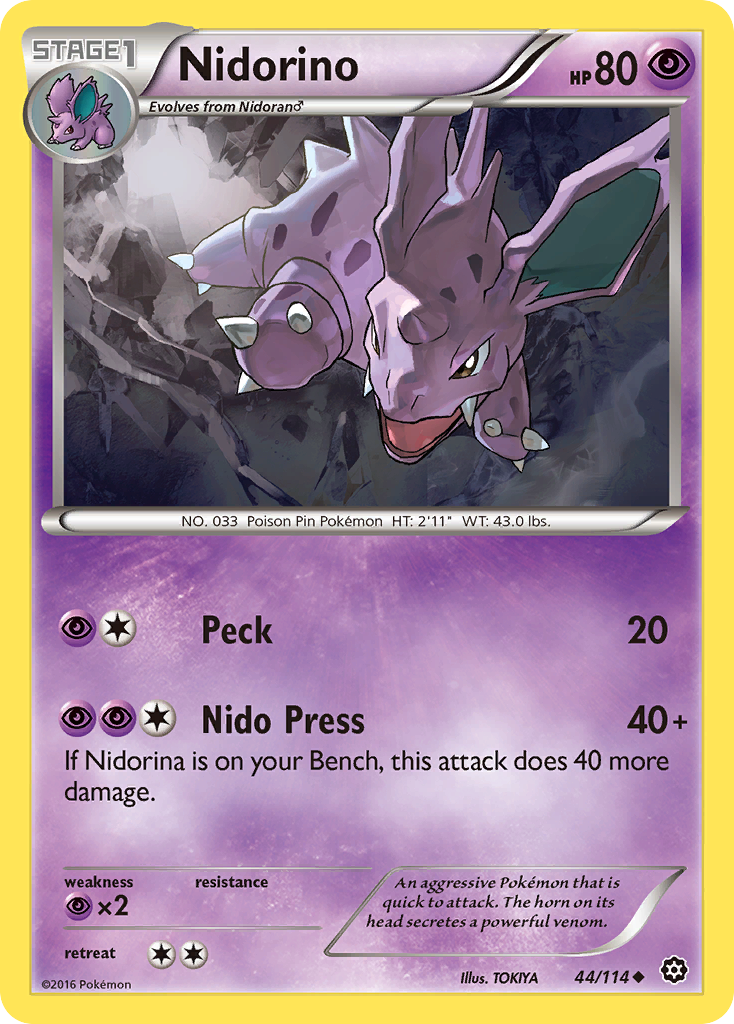 STAGE1
Nidorino
HP80
Evolves from Nidoran♂
NO. 033 Poison Pin Pokémon HT: 2'11" WT: 43.0 lbs.
Peck 20
Nido Press 40+
If Nidorina is on your Bench, this attack does 40 more
damage.
weakness resistance
×2
An aggressive Pokémon that is
quick to attack. The horn on its
head secretes a powerful venom.
retreat
©2016 Pokémon
Illus. TOKIYA 44/114